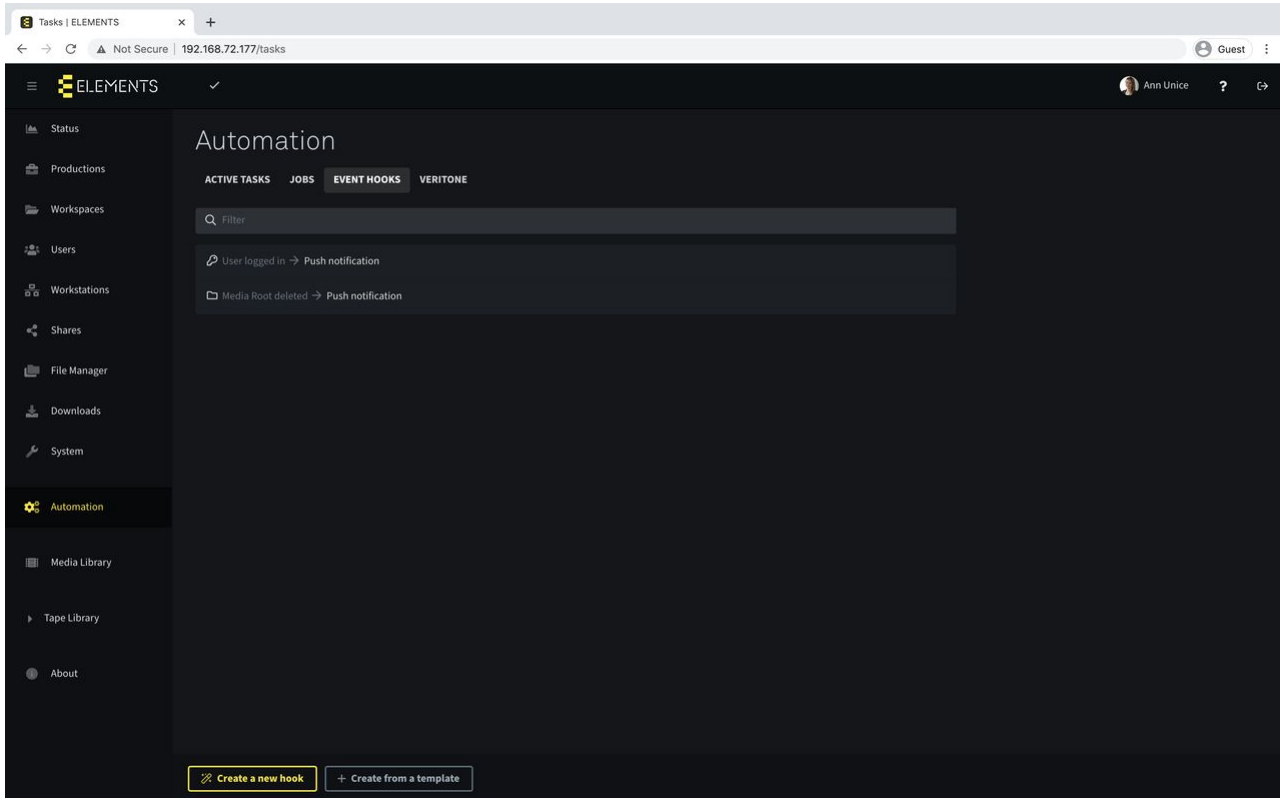 Tasks | ELEMENTS
Not Secure | 192.168.72.177/tasks
Guest
ELEMENTS
Ann Unice
?
Status
Productions
Workspaces
Users
Workstations
Shares
File Manager
Downloads
System
Automation
Media Library
Tape Library
About
Automation
ACTIVE TASKS JOBS EVENT HOOKS VERITONE
Filter
User logged in → Push notification
Media Root deleted → Push notification
Create a new hook + Create from a template